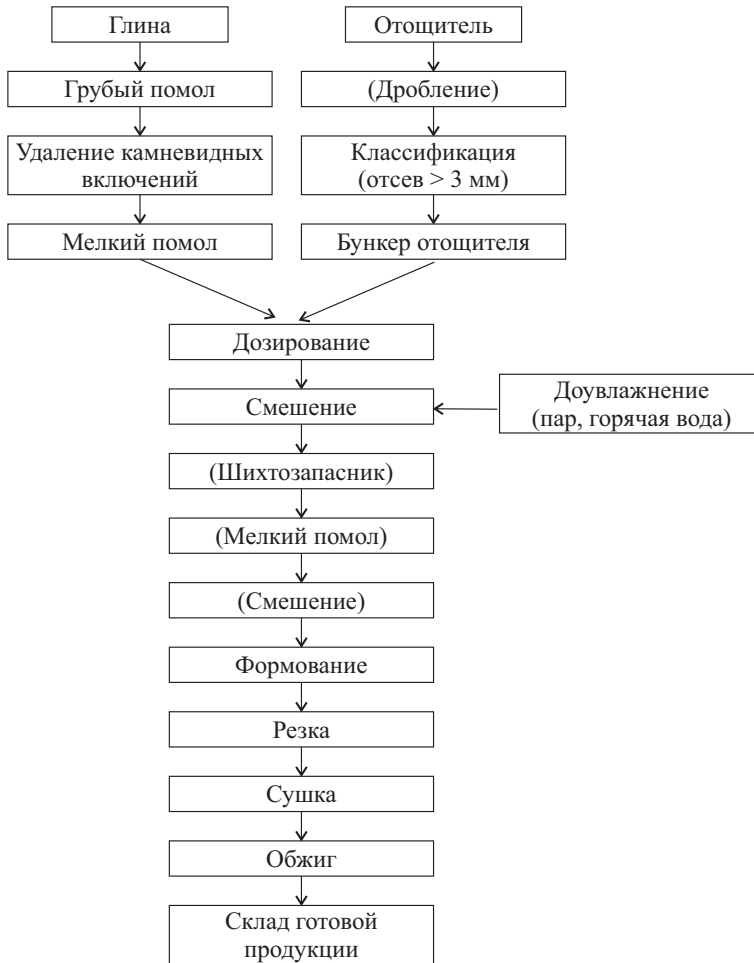 Глина
Отощитель
Грубый помол
(Дробление)
Удаление камневидных
включений
Классификация
(отсев > 3 мм)
Мелкий помол
Бункер отощителя
Дозирование
Смешение
Доувлажнение
(пар, горячая вода)
(Шихтозапасник)
(Мелкий помол)
(Смешение)
Формование
Резка
Сушка
Обжиг
Склад готовой
продукции